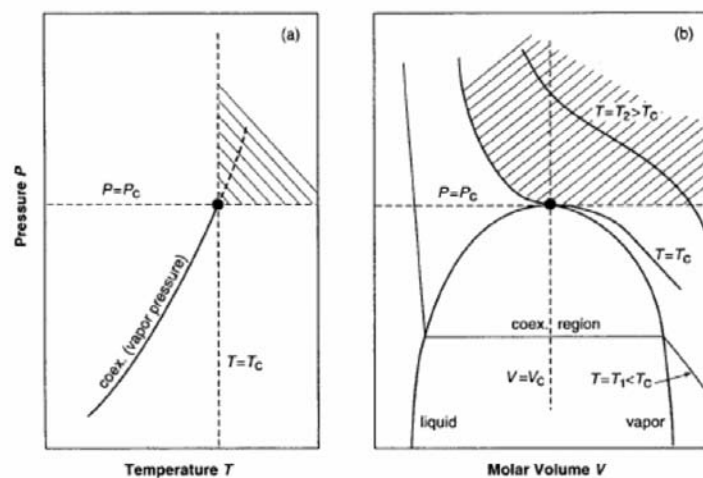 (a)
P=P_C
Pressure P
coex. (vapor pressure)
T=T_C
Temperature T
(b)
T=T_2>T_C
P=P_C
T=T_C
coex. region
V=V_C
T=T_1<T_C
liquid
vapor
Molar Volume V